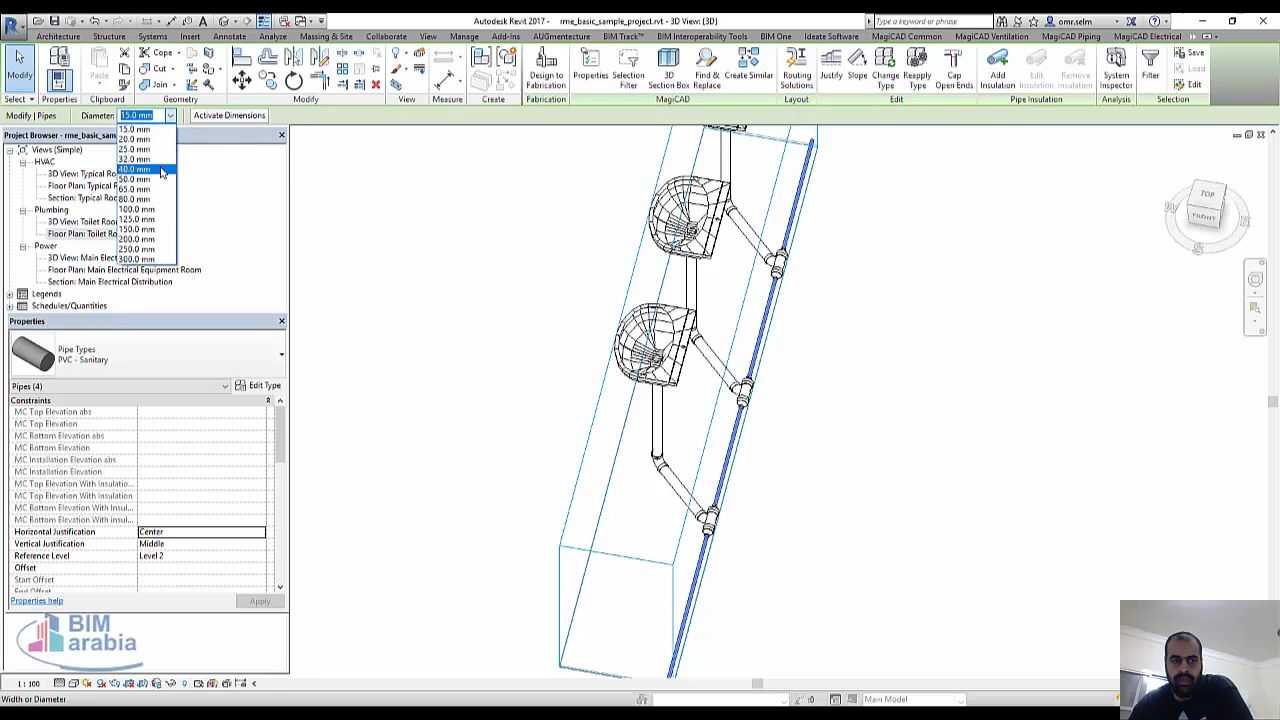 Autodesk Revit 2017 - rme_basic_sample_project.rvt - 3D View: {3D}
Type a keyword or phrase
omr.selm
Architecture Structure Systems Insert Annotate Analyze Massing & Site Collaborate View Manage Add-Ins AUGmentecture BIM Track™ BIM Interoperability Tools BIM One Ideate Software MagiCAD Common MagiCAD Ventilation MagiCAD Piping MagiCAD Electrical
Modify
Paste
Cope
Cut
Join
Design to Fabrication
Properties
Selection Filter
3D Section Box
Find & Replace
Create Similar
Routing Solutions
Justify
Slope
Change Type
Reapply Type
Cap Open Ends
Add Insulation
Edit Insulation
Remove Insulation
System Inspector
Filter
Save
Load
Edit
Select Properties Clipboard Geometry Modify View Measure Create Fabrication MagiCAD Layout Edit Pipe Insulation Analysis Selection
Modify | Pipes Diameter: 15.0 mm Activate Dimensions
15.0 mm
20.0 mm
25.0 mm
32.0 mm
40.0 mm
50.0 mm
65.0 mm
80.0 mm
100.0 mm
125.0 mm
150.0 mm
200.0 mm
250.0 mm
300.0 mm
Project Browser - rme_basic_sam
Views (Simple)
HVAC
3D View: Typical Ro
Floor Plan: Typical
Section: Typical Ro
Plumbing
3D View: Toilet Roo
Floor Plan: Toilet Ro
Power
3D View: Main Elec
Floor Plan: Main Electrical Equipment Room
Section: Main Electrical Distribution
Legends
Schedules/Quantities
Properties
Pipe Types
PVC - Sanitary
Pipes (4) Edit Type
Constraints
MC Top Elevation abs
MC Top Elevation
MC Bottom Elevation abs
MC Bottom Elevation
MC Installation Elevation abs
MC Installation Elevation
MC Top Elevation With Insulatio...
MC Top Elevation With Insulation
MC Bottom Elevation With Insul...
MC Bottom Elevation With insul...
Horizontal Justification Center
Vertical Justification Middle
Reference Level Level 2
Offset
Start Offset
End Offset
Properties help Apply
BIM
arabia
TOP
FRONT
1 : 100
Width or Diameter
:0
Main Model